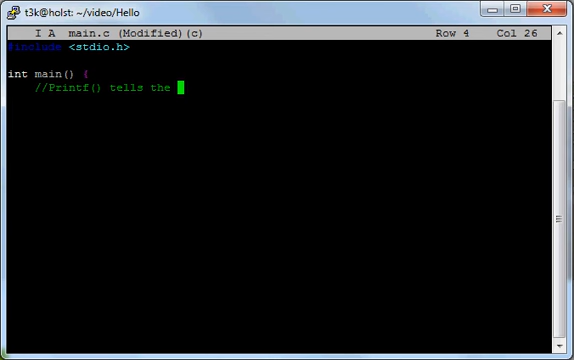 t3k@holst: ~/video/Hello
I A main.c (Modified)(c) Row 4 Col 26
#include <stdio.h>
int main() {
//Printf() tells the